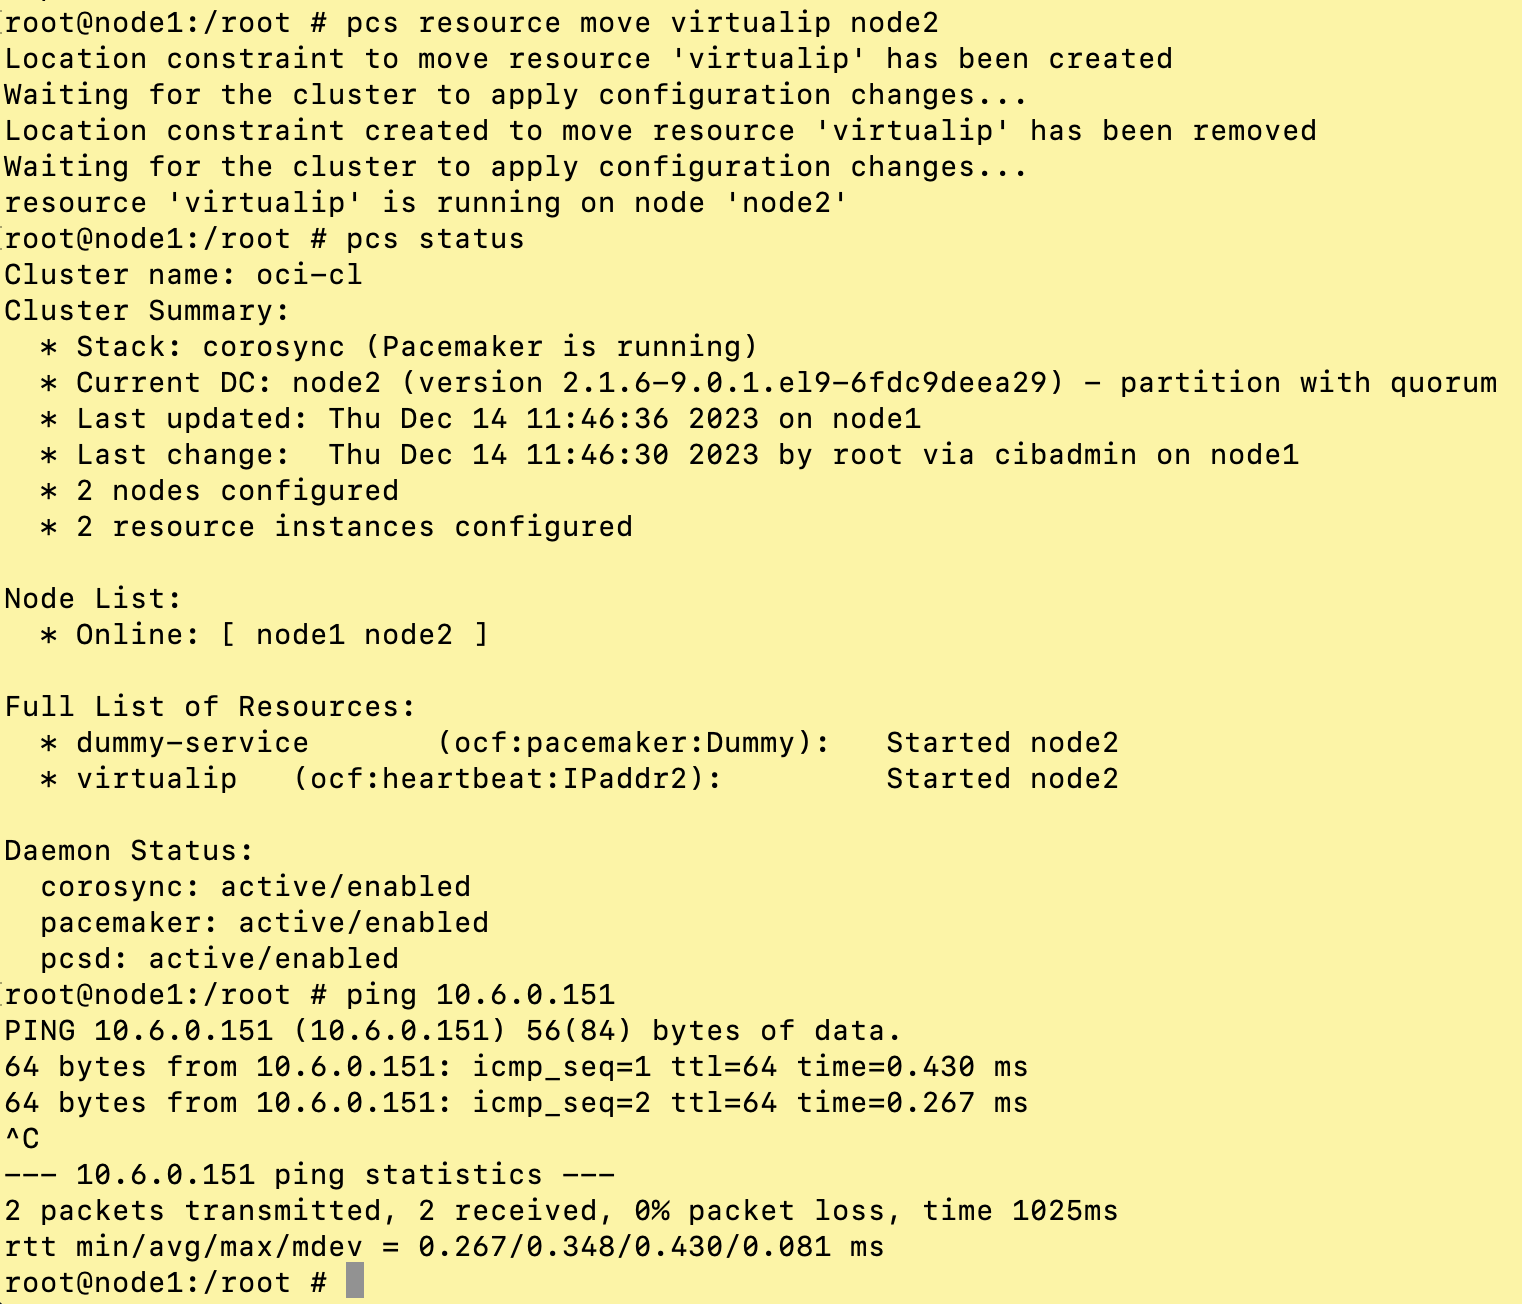 root@node1:/root # pcs resource move virtualip node2
Location constraint to move resource 'virtualip' has been created
Waiting for the cluster to apply configuration changes...
Location constraint created to move resource 'virtualip' has been removed
Waiting for the cluster to apply configuration changes...
resource 'virtualip' is running on node 'node2'
root@node1:/root # pcs status
Cluster name: oci-cl
Cluster Summary:
  * Stack: corosync (Pacemaker is running)
  * Current DC: node2 (version 2.1.6-9.0.1.el9-6fdc9deea29) - partition with quorum
  * Last updated: Thu Dec 14 11:46:36 2023 on node1
  * Last change:  Thu Dec 14 11:46:30 2023 by root via cibadmin on node1
  * 2 nodes configured
  * 2 resource instances configured

Node List:
  * Online: [ node1 node2 ]

Full List of Resources:
  * dummy-service	(ocf:pacemaker:Dummy):	 Started node2
  * virtualip	(ocf:heartbeat:IPaddr2):	 Started node2

Daemon Status:
  corosync: active/enabled
  pacemaker: active/enabled
  pcsd: active/enabled
root@node1:/root # ping 10.6.0.151
PING 10.6.0.151 (10.6.0.151) 56(84) bytes of data.
64 bytes from 10.6.0.151: icmp_seq=1 ttl=64 time=0.430 ms
64 bytes from 10.6.0.151: icmp_seq=2 ttl=64 time=0.267 ms
^C
--- 10.6.0.151 ping statistics ---
2 packets transmitted, 2 received, 0% packet loss, time 1025ms
rtt min/avg/max/mdev = 0.267/0.348/0.430/0.081 ms
root@node1:/root #